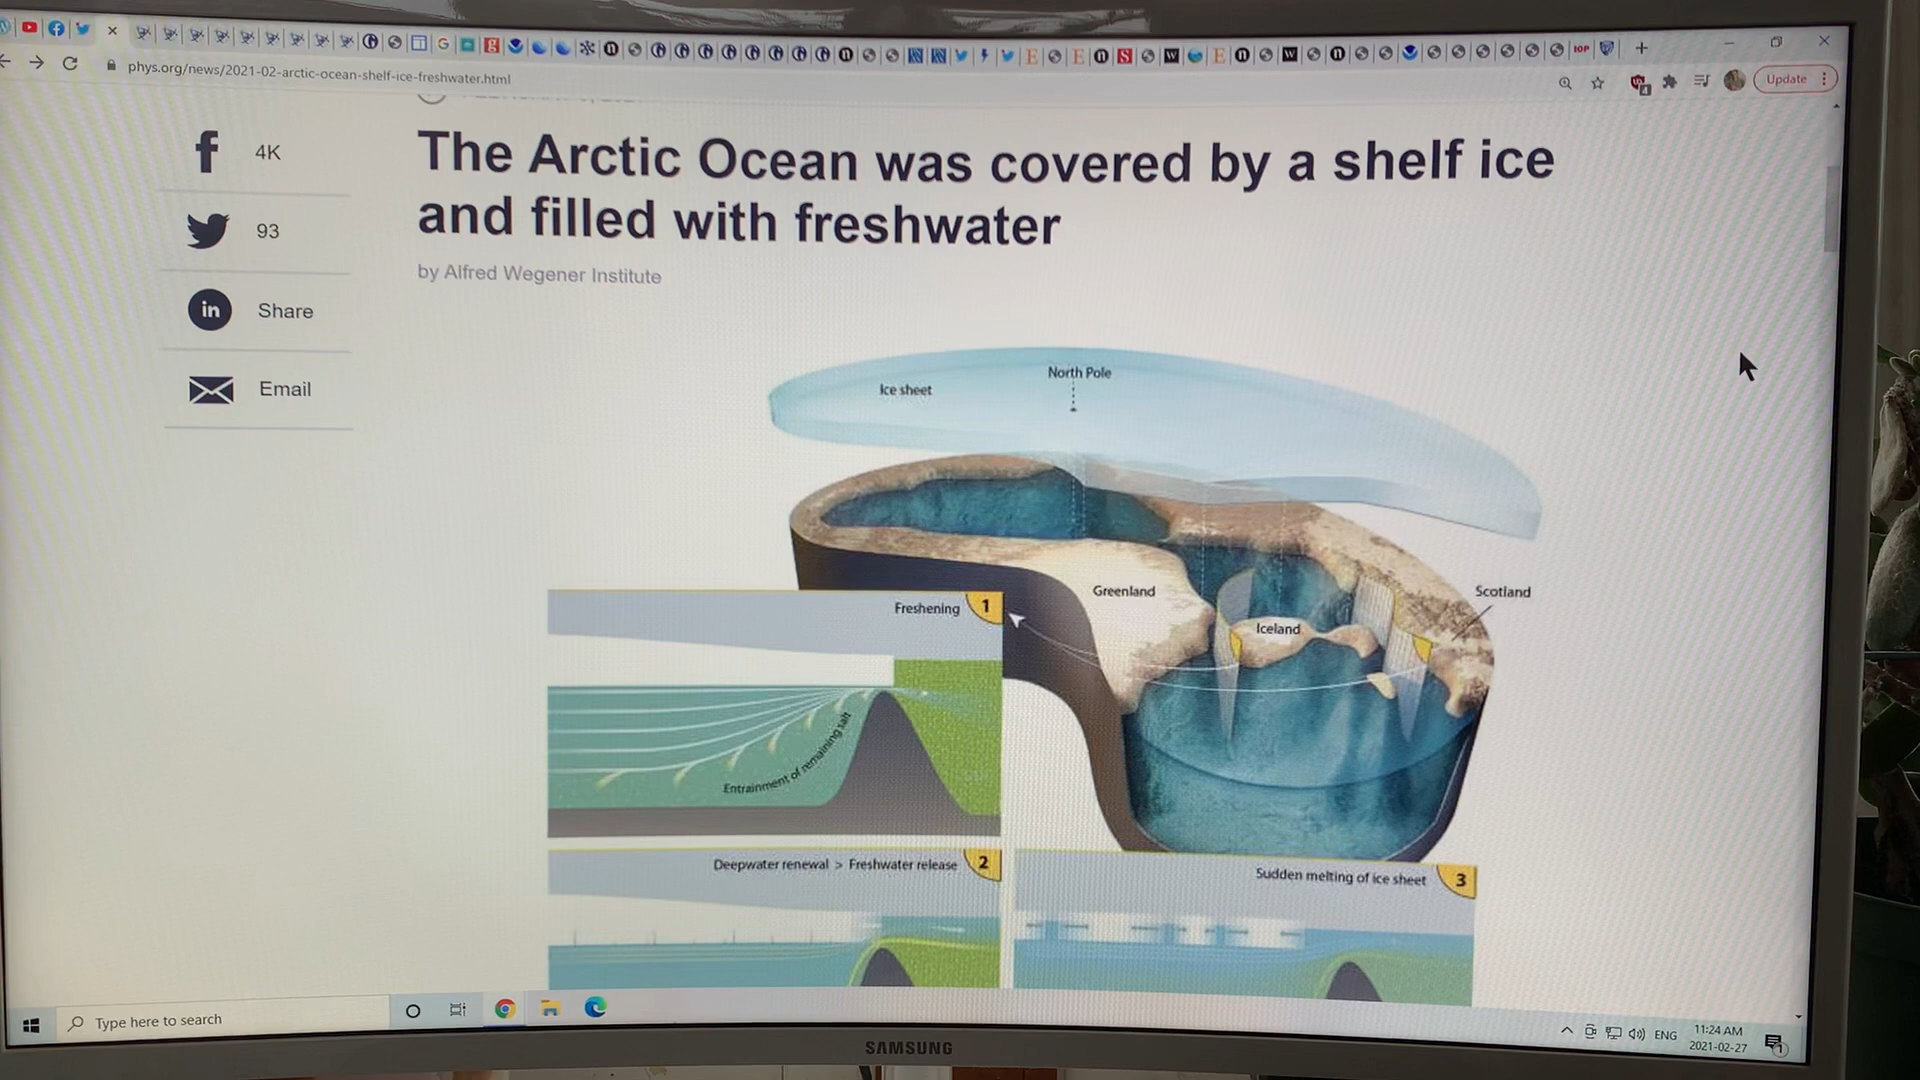 phys.org/news/2021-02-arctic-ocean-shelf-ice-freshwater.html
Update
4K
93
Share
Email
The Arctic Ocean was covered by a shelf ice
and filled with freshwater
by Alfred Wegener Institute
North Pole
Ice sheet
Greenland
Iceland
Scotland
Freshening
1
Entrainment of remaining salt
Deepwater renewal > Freshwater release
2
Sudden melting of ice sheet
3
Type here to search
ENG
11:24 AM
2021-02-27
SAMSUNG